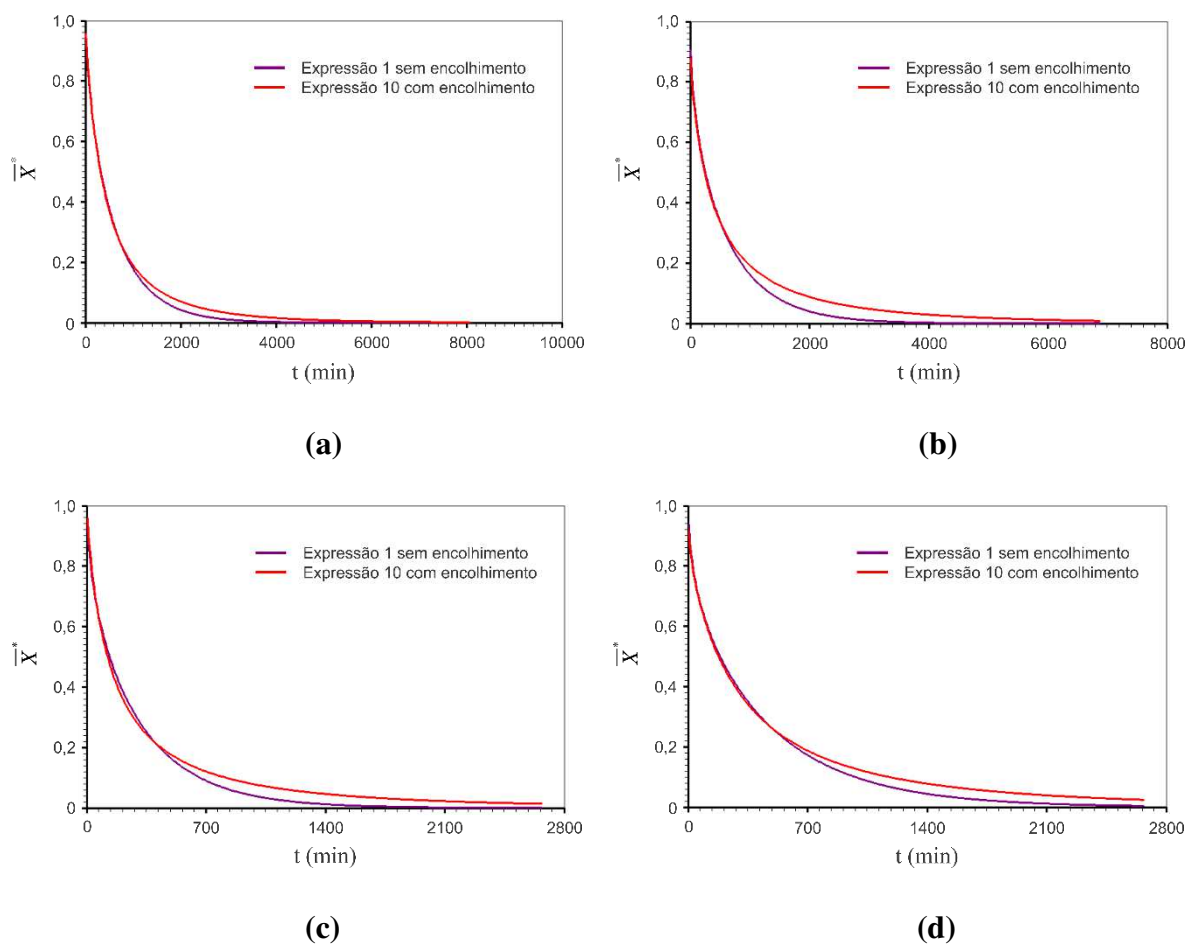 1,0
0,8
0,6
0,4
0,2
0
X̅*
Expressão 1 sem encolhimento
Expressão 10 com encolhimento
0 2000 4000 6000 8000 10000
t (min)
(a)
1,0
0,8
0,6
0,4
0,2
0
X̅*
Expressão 1 sem encolhimento
Expressão 10 com encolhimento
0 2000 4000 6000 8000
t (min)
(b)
1,0
0,8
0,6
0,4
0,2
0
X̅*
Expressão 1 sem encolhimento
Expressão 10 com encolhimento
0 700 1400 2100 2800
t (min)
(c)
1,0
0,8
0,6
0,4
0,2
0
X̅*
Expressão 1 sem encolhimento
Expressão 10 com encolhimento
0 700 1400 2100 2800
t (min)
(d)